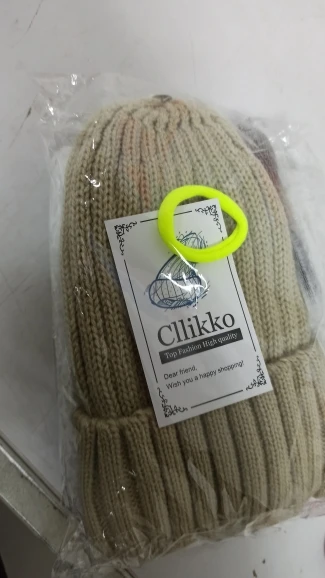 Cllikko
Top Fashion High quality
Dear friend,
Wish you a happy shopping!